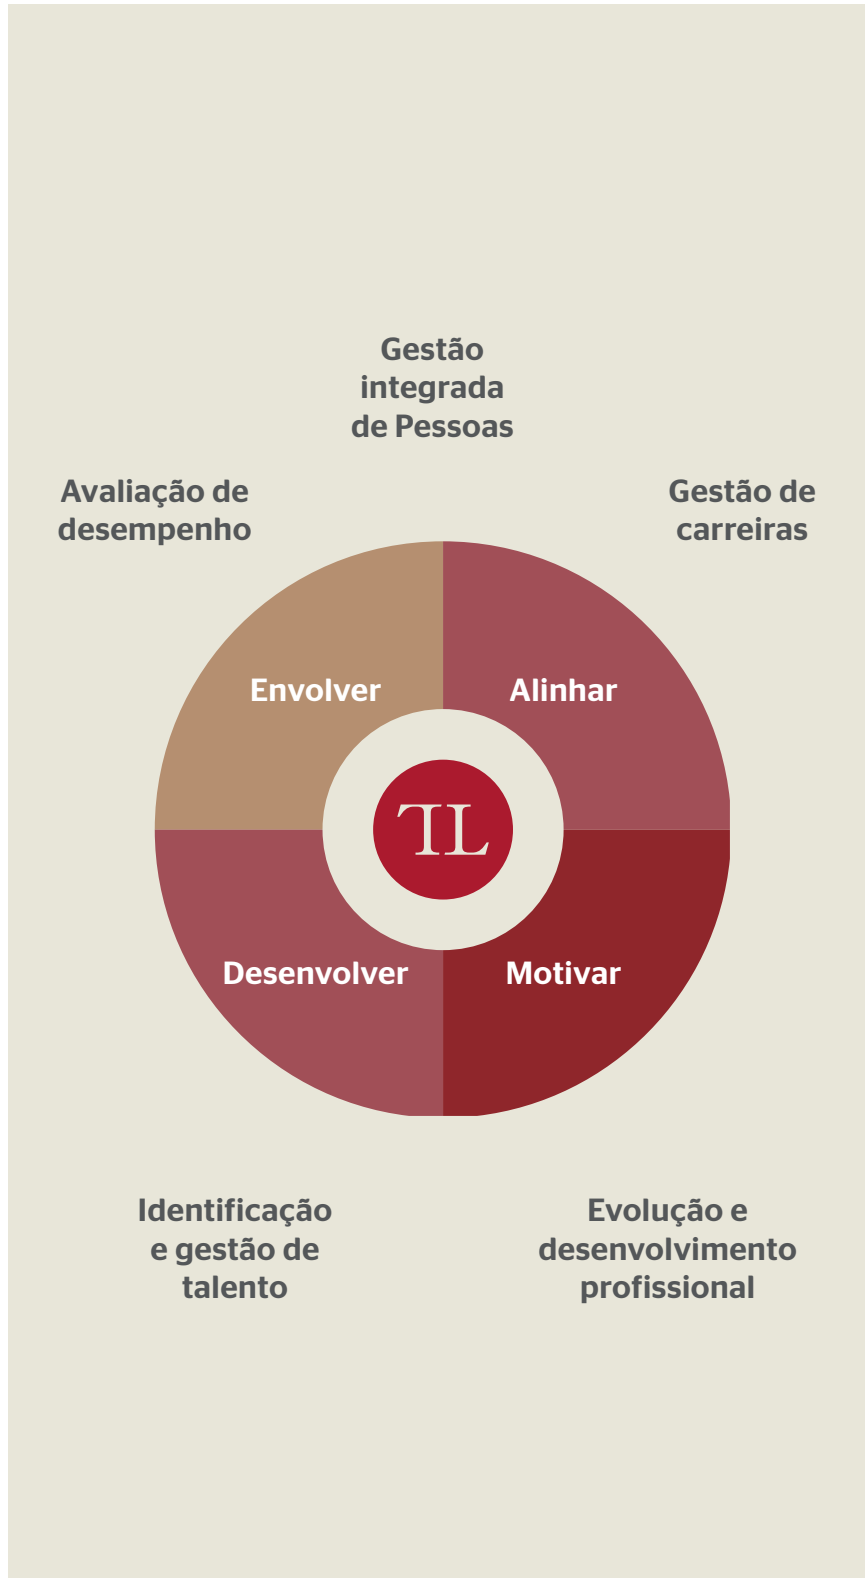 Gestão
integrada
de Pessoas
Avaliação de
desempenho
Gestão de
carreiras
Envolver
Alinhar
TL
Desenvolver
Motivar
Identificação
e gestão de
talento
Evolução e
desenvolvimento
profissional